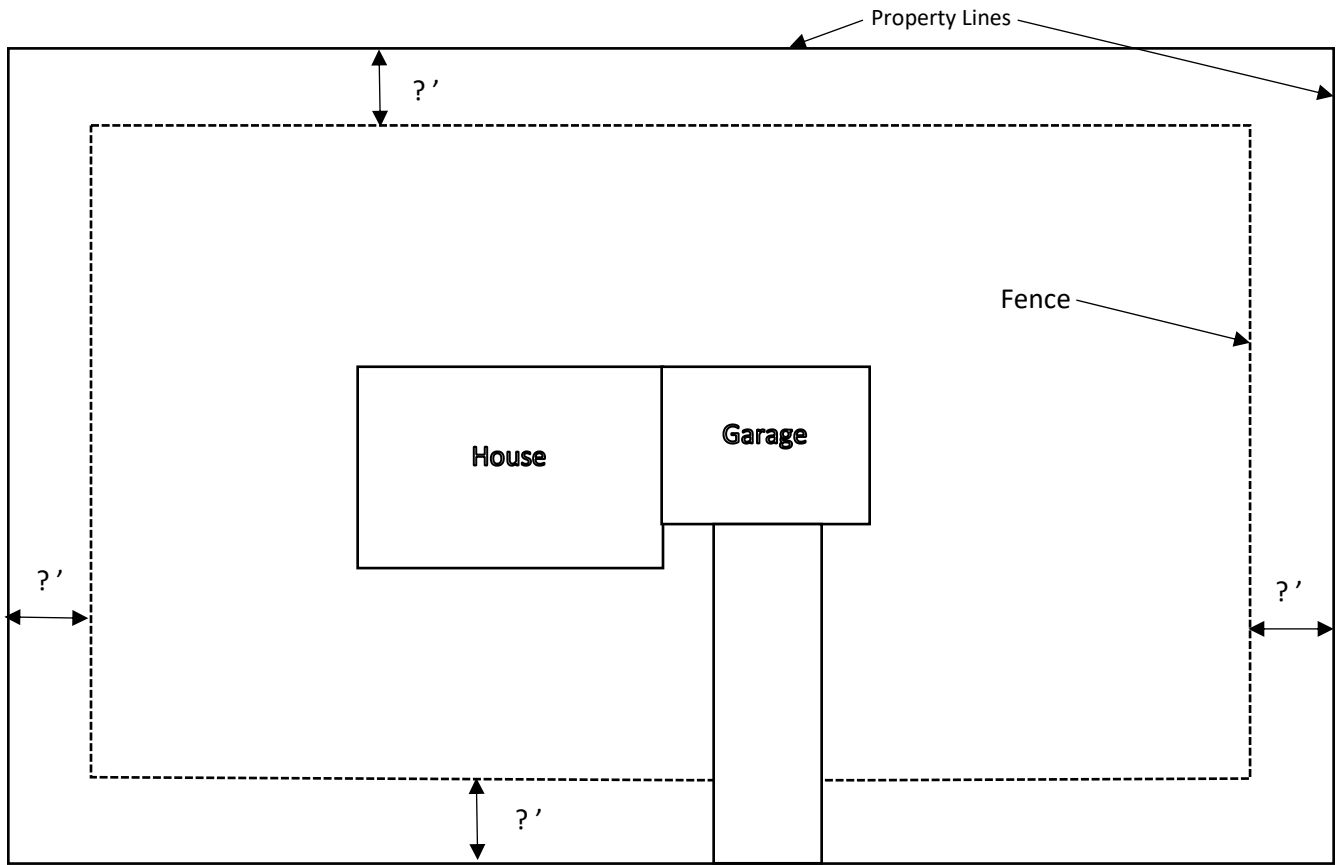 Property Lines
? ’
Fence
Garage
House
? ’
? ’
? ’